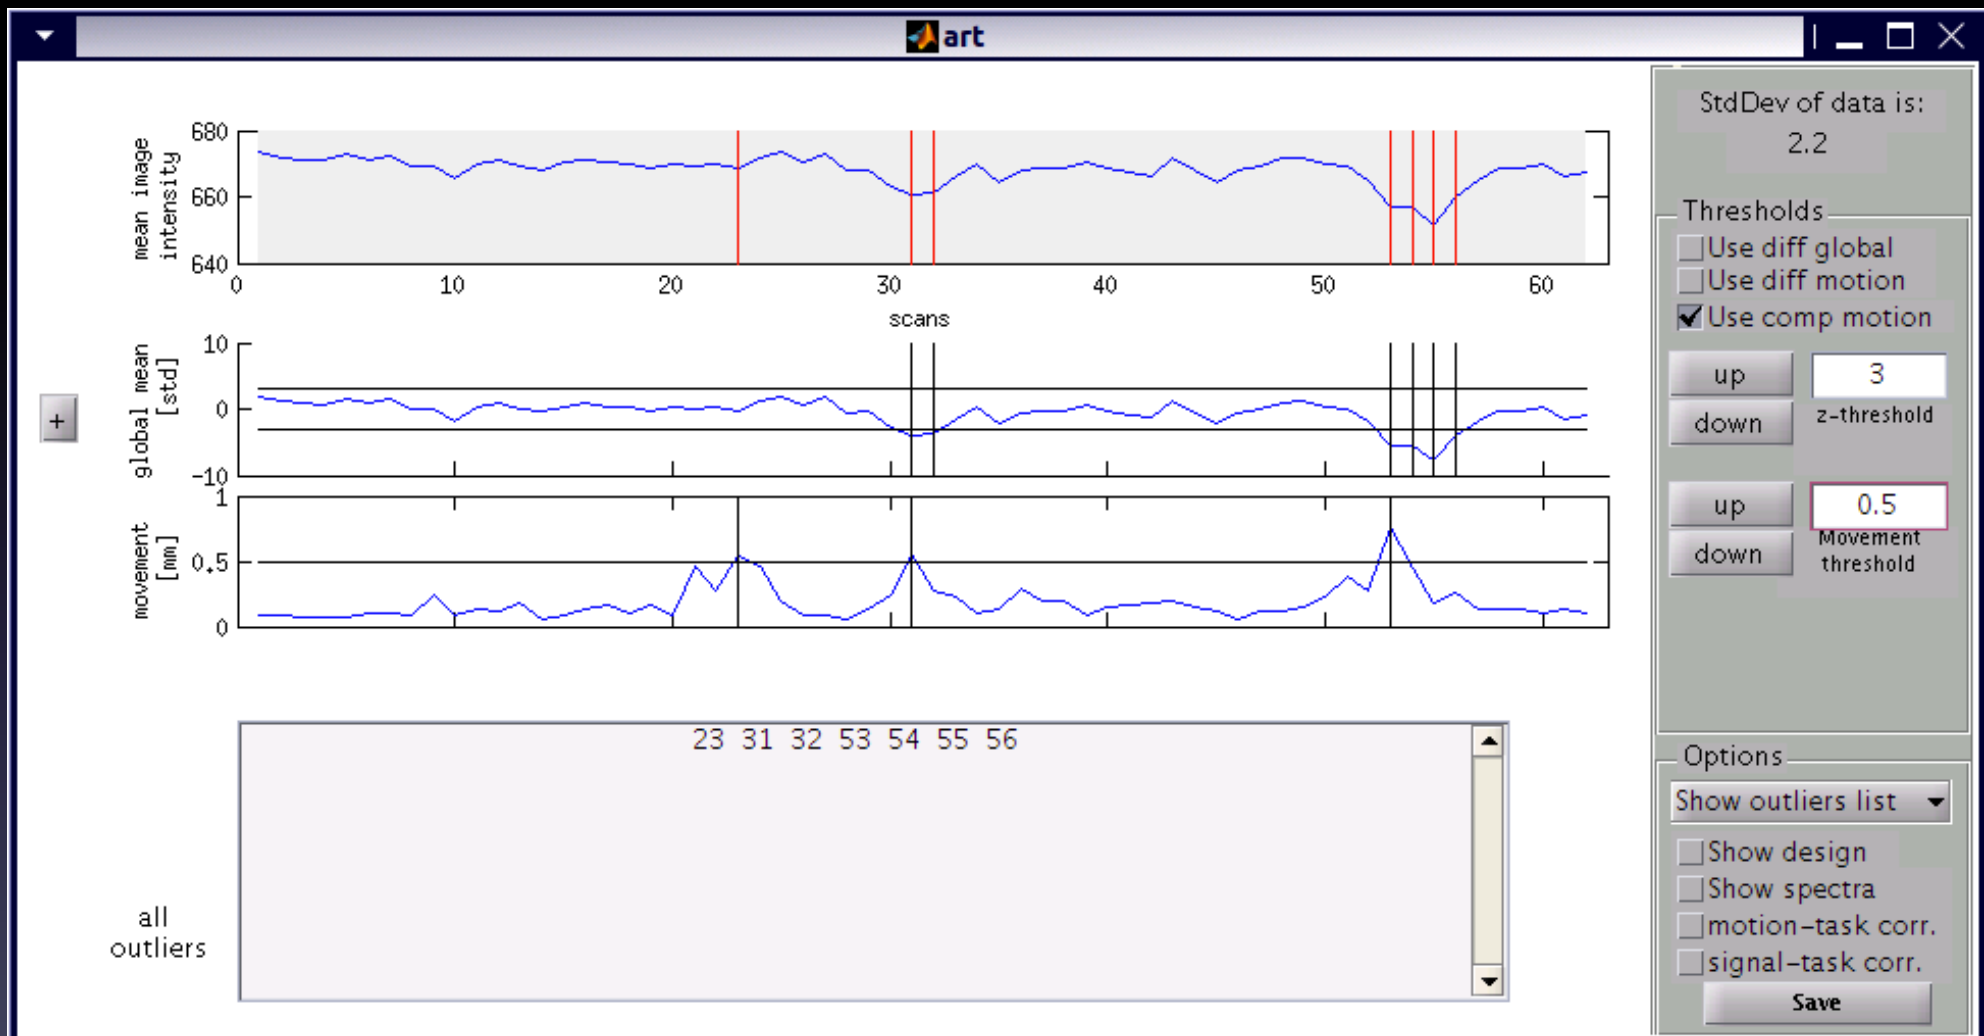 art
680
660
640
mean image
intensity
0
10
20
30
40
50
60
scans
10
0
-10
global mean
[std]
1
0.5
0
movement
[mm]
+
23 31 32 53 54 55 56
all
outliers
StdDev of data is:
2.2
Thresholds
Use diff global
Use diff motion
Use comp motion
up
3
down
z-threshold
up
0.5
down
Movement
threshold
Options
Show outliers list
Show design
Show spectra
motion-task corr.
signal-task corr.
Save